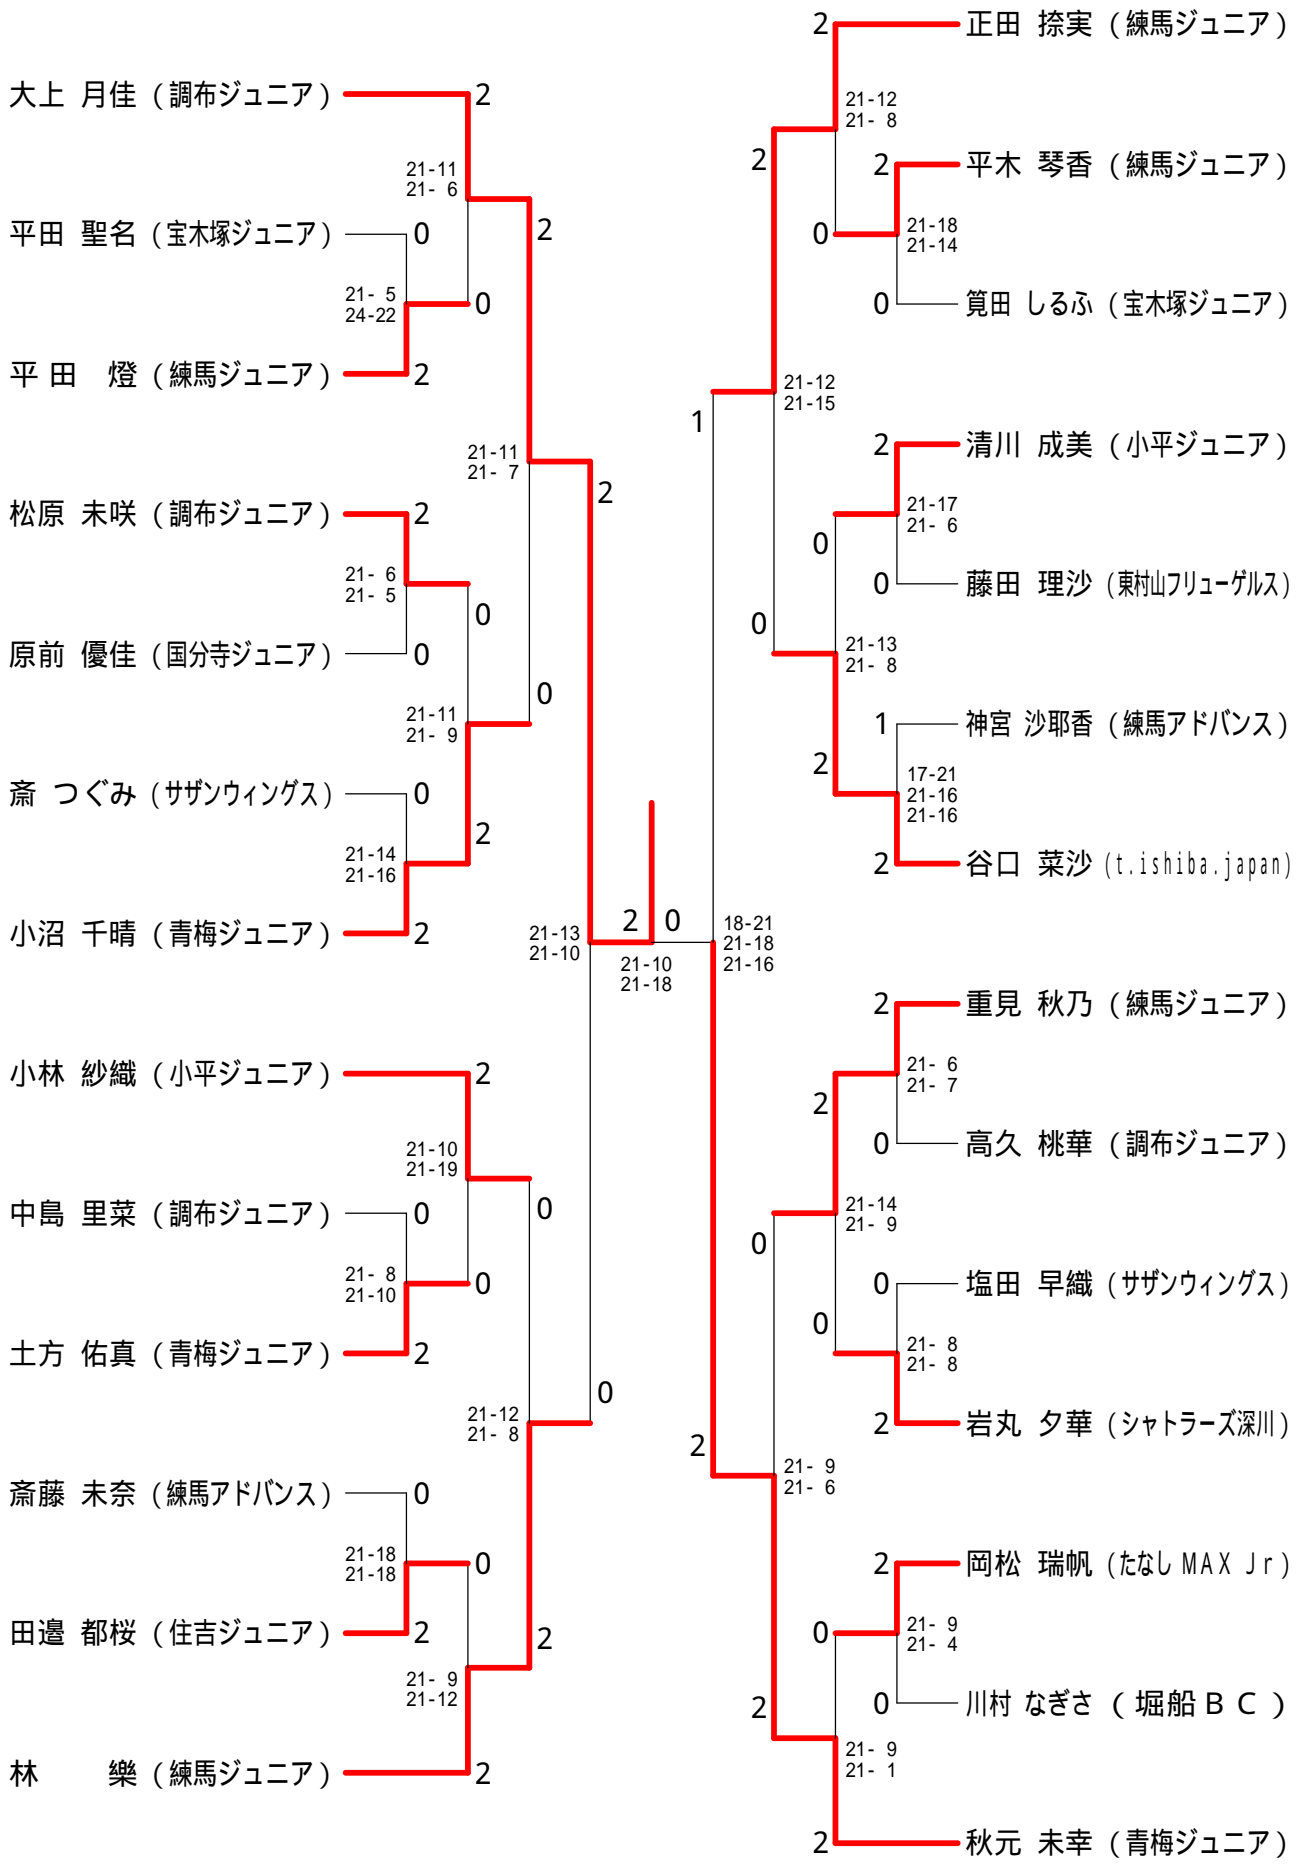 大上 月佳 (調布ジュニア) 2
21-11
21- 6
平田 聖名 (宝木塚ジュニア) 0
2
21- 5
24-22
0
平田 燈 (練馬ジュニア) 2
21-11
21- 7
2
松原 未咲 (調布ジュニア) 2
21- 6
21- 5
0
原前 優佳 (国分寺ジュニア) 0
0
21-11
21- 9
斎 つぐみ (サザンウィングス) 0
2
21-14
21-16
小沼 千晴 (青梅ジュニア) 2
21-13
21-10
小林 紗織 (小平ジュニア) 2
21-10
21-19
中島 里菜 (調布ジュニア) 0
0
21- 8
21-10
0
土方 佑真 (青梅ジュニア) 2
0
21-12
21- 8
斎藤 未奈 (練馬アドバンス) 0
21-18
21-18
0
田邉 都桜 (住吉ジュニア) 2
2
21- 9
21-12
林 樂 (練馬ジュニア) 2
2 0
21-10
21-18
2 正田 捺実 (練馬ジュニア)
21-12
21- 8
2
2 平木 琴香 (練馬ジュニア)
0
21-18
21-14
0 筧田 しるふ (宝木塚ジュニア)
21-12
21-15
1
2 清川 成美 (小平ジュニア)
21-17
21- 6
0
0 藤田 理沙 (東村山フリューゲルス)
0
21-13
21- 8
1 神宮 沙耶香 (練馬アドバンス)
2
17-21
21-16
21-16
2 谷口 菜沙 (t.ishiba.japan)
18-21
21-18
21-16
2 重見 秋乃 (練馬ジュニア)
21- 6
21- 7
2
0 高久 桃華 (調布ジュニア)
21-14
21- 9
0
0 塩田 早織 (サザンウィングス)
0
21- 8
21- 8
2 岩丸 夕華 (シャトラーズ深川)
2
21- 9
21- 6
2 岡松 瑞帆 (たなし MAX Jr)
0
21- 9
21- 4
0 川村 なぎさ (堀船BC)
2
21- 9
21- 1
2 秋元 未幸 (青梅ジュニア)